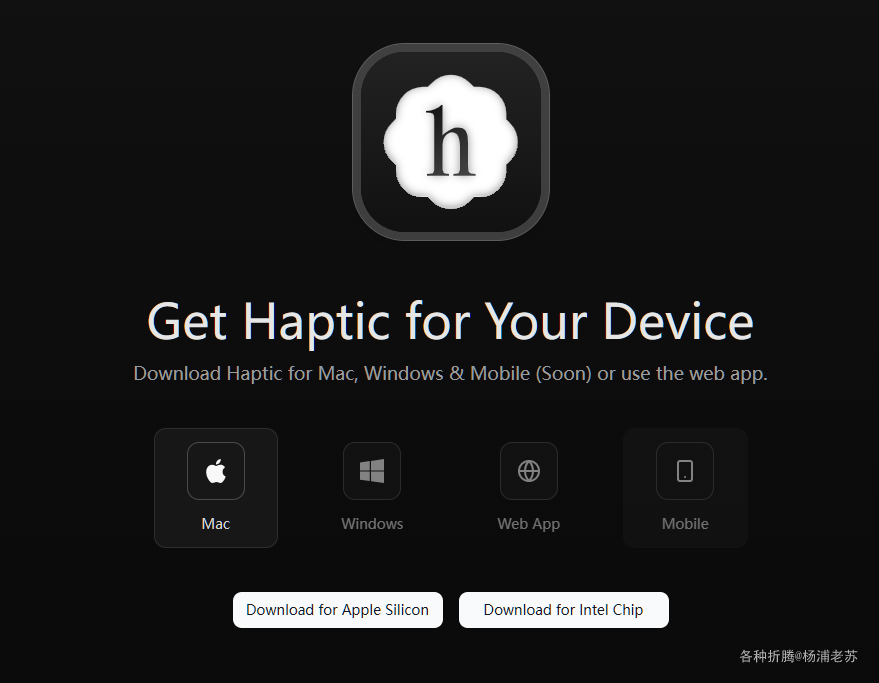 h
Get Haptic for Your Device
Download Haptic for Mac, Windows & Mobile (Soon) or use the web app.
Mac Windows Web App Mobile
Download for Apple Silicon Download for Intel Chip
各种折腾@杨浦老苏